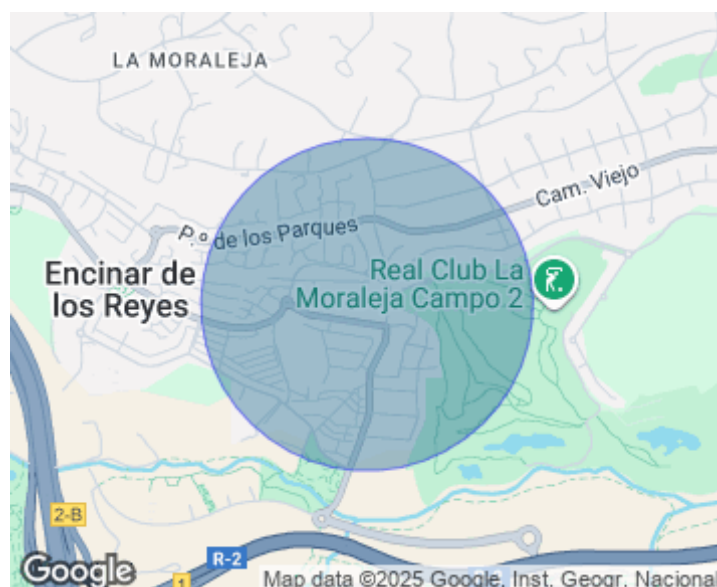 LA MORALEJA
Cam. Viejo
P.º de los Parques
Encinar de
los Reyes
Real Club La
Moraleja Campo 2
2-B
R-2
1
Google
Map data ©2025 Google, Inst. Geogr. Nacional